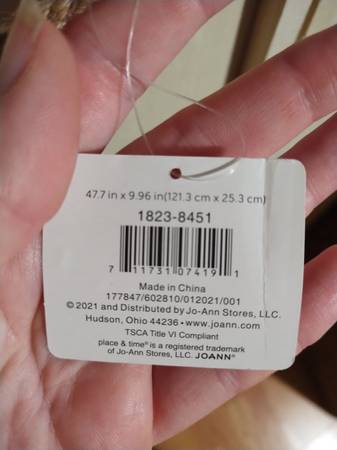 47.7 in x 9.96 in(121.3 cm x 25.3 cm)
1823-8451
7 11731 07419 1
Made in China
177847/602810/012021/001
© 2021 and Distributed by Jo-Ann Stores, LLC.
Hudson, Ohio 44236 • www.joann.com
TSCA Title VI Compliant
place & time® is a registered trademark
of Jo-Ann Stores, LLC. JOANN®